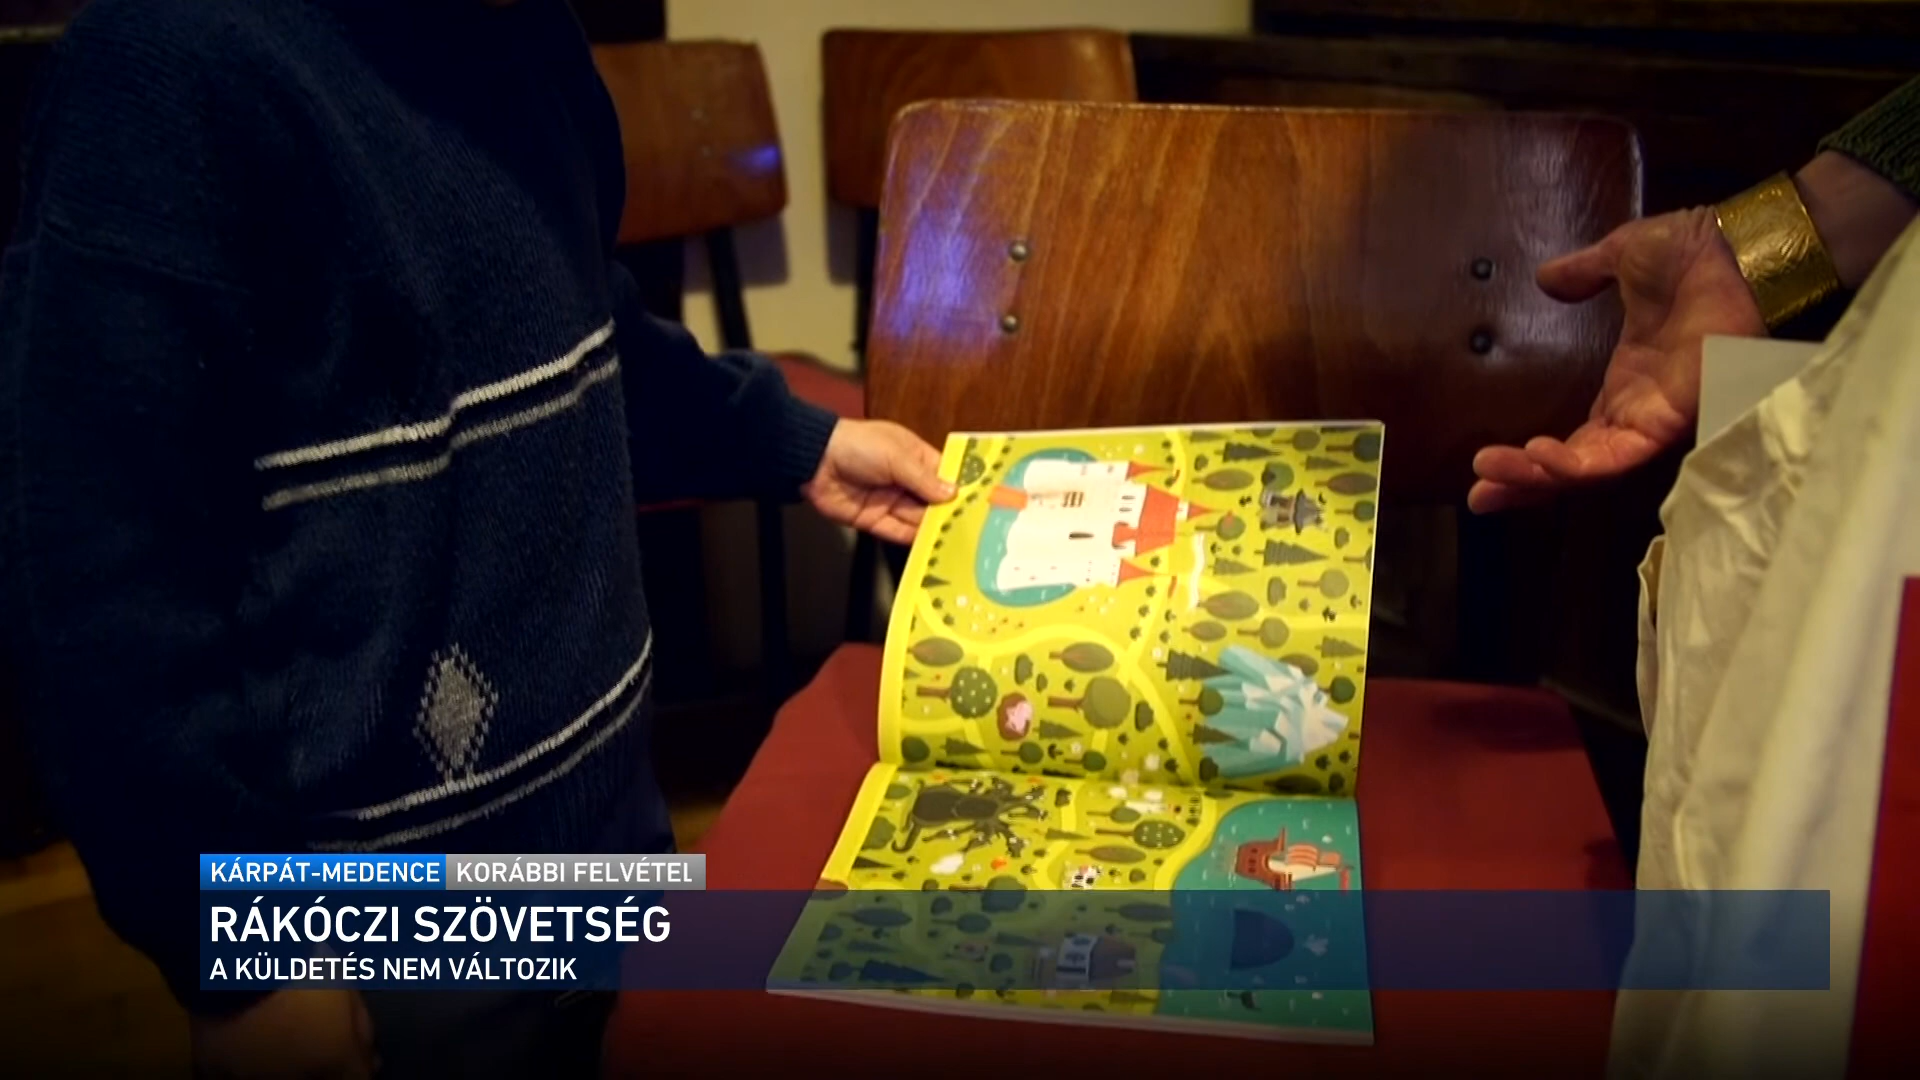 KÁRPÁT-MEDENCE KORÁBBI FELVÉTEL
RÁKÓCZI SZÖVETSÉG
A KÜLDETÉS NEM VÁLTOZIK